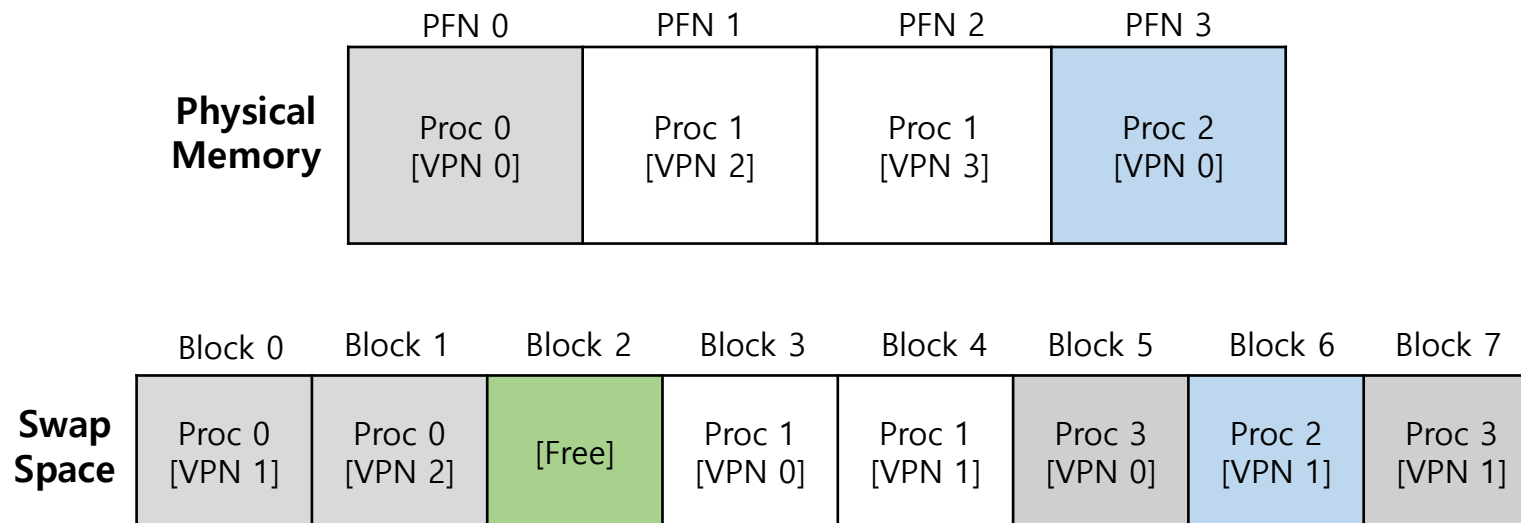 PFN 0 PFN 1 PFN 2 PFN 3
Physical
Memory
Proc 0
[VPN 0]
Proc 1
[VPN 2]
Proc 1
[VPN 3]
Proc 2
[VPN 0]
Block 0 Block 1 Block 2 Block 3 Block 4 Block 5 Block 6 Block 7
Swap
Space
Proc 0
[VPN 1]
Proc 0
[VPN 2]
[Free]
Proc 1
[VPN 0]
Proc 1
[VPN 1]
Proc 3
[VPN 0]
Proc 2
[VPN 1]
Proc 3
[VPN 1]